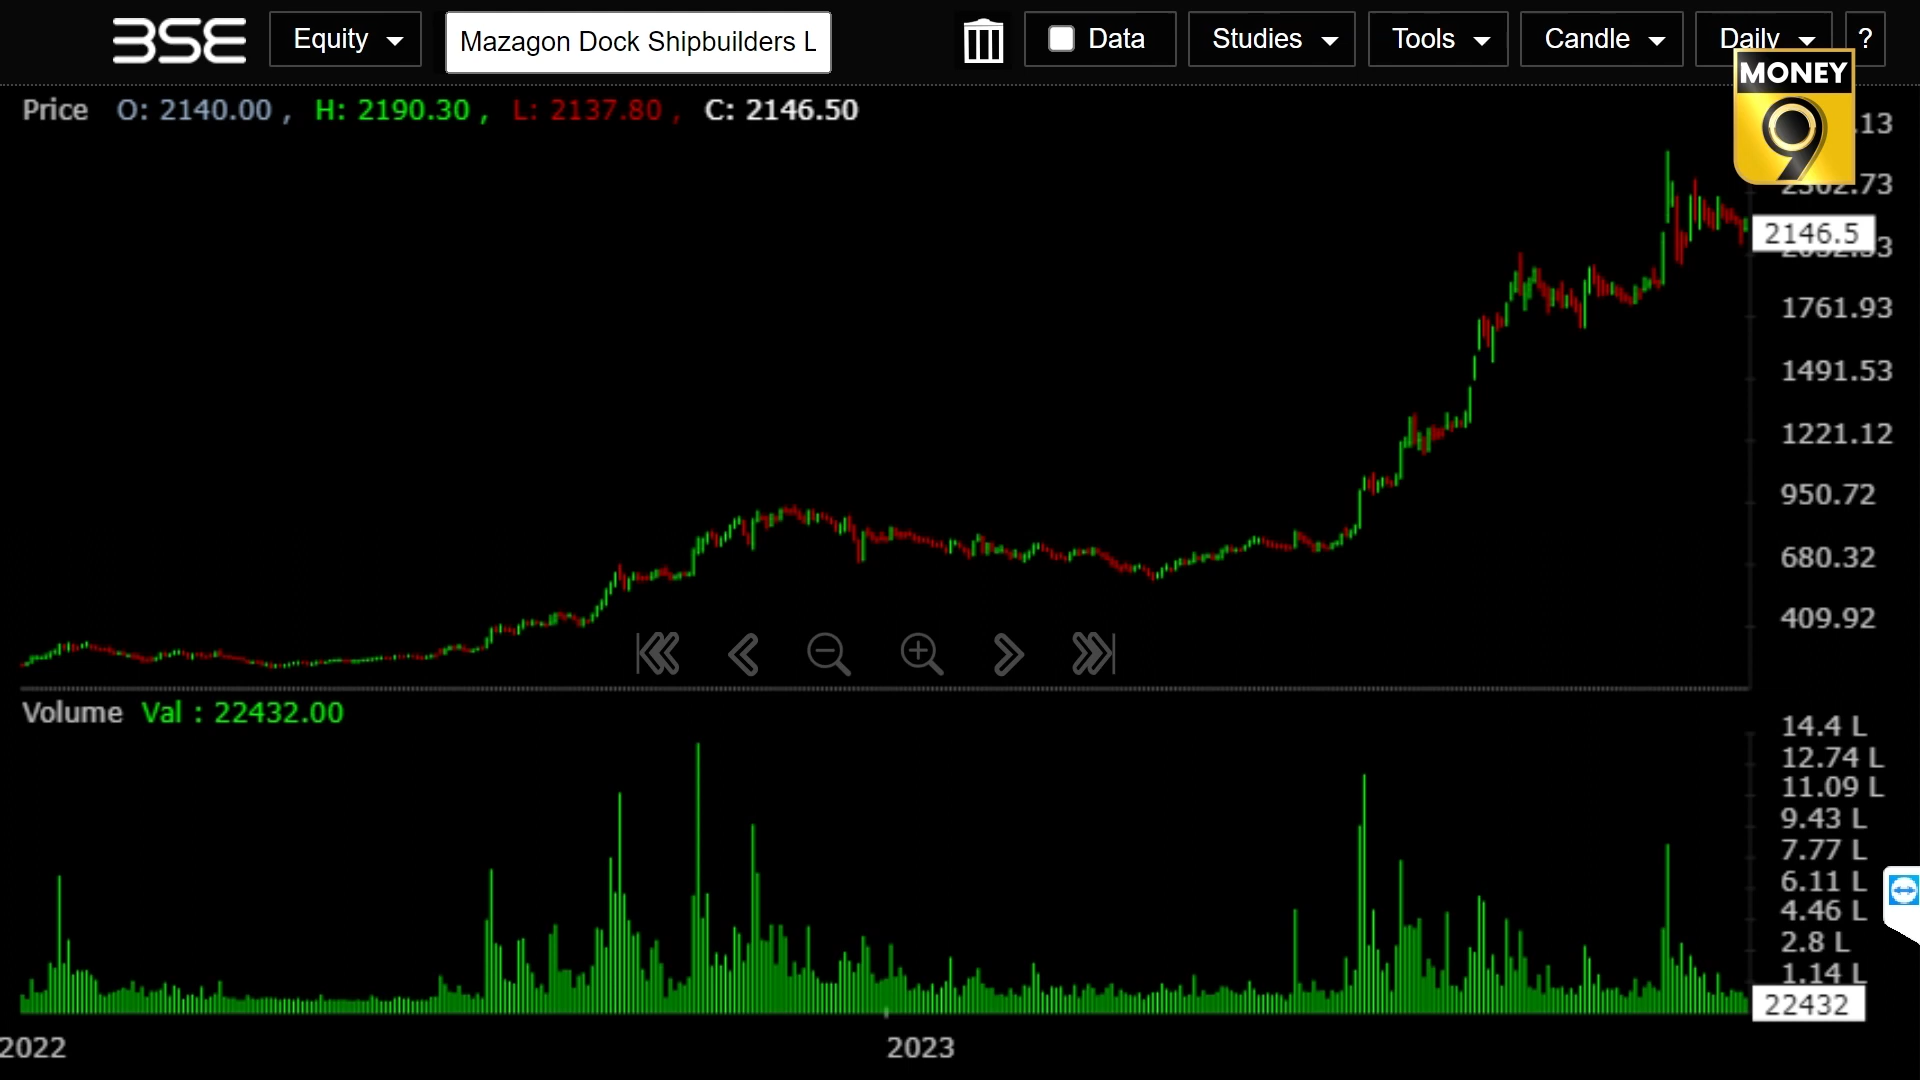 BSE Equity Mazagon Dock Shipbuilders L Data Studies Tools Candle Daily ?
MONEY
9
Price O: 2140.00 , H: 2190.30 , L: 2137.80 , C: 2146.50
.13
2302.73
2146.5
1761.93
1491.53
1221.12
950.72
680.32
409.92
Volume Val : 22432.00
14.4 L
12.74 L
11.09 L
9.43 L
7.77 L
6.11 L
4.46 L
2.8 L
1.14 L
22432
2022 2023